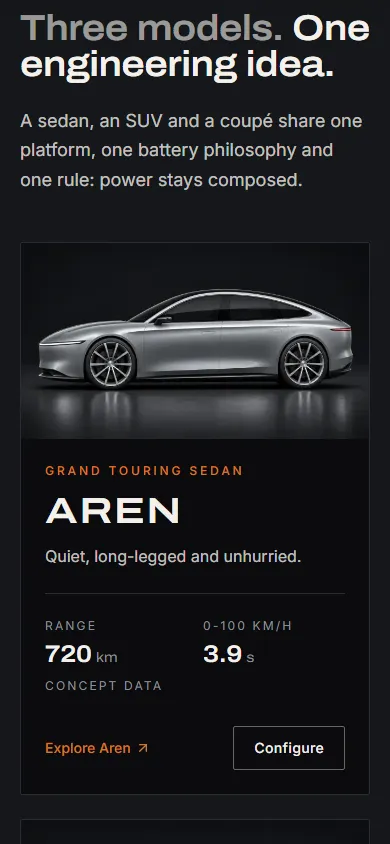 Three models. One
engineering idea.
A sedan, an SUV and a coupé share one
platform, one battery philosophy and
one rule: power stays composed.
GRAND TOURING SEDAN
AREN
Quiet, long-legged and unhurried.
RANGE
720 km
0-100 KM/H
3.9 s
CONCEPT DATA
Explore Aren ↗
Configure